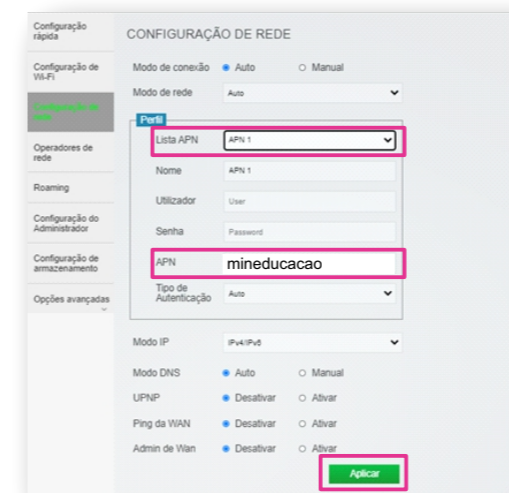 Configuração
rápida
CONFIGURAÇÃO DE REDE
Configuração de
Wi-Fi
Modo de conexão Auto Manual
Modo de rede Auto
Configuração de
rede
Perfil
Lista APN APN 1
Operadores de
rede
Nome APN 1
Roaming
Utilizador User
Configuração do
Administrador
Senha Password
Configuração de
armazenamento
APN mineducacao
Opções avançadas
Tipo de
Autenticação Auto
Modo IP IPv4/IPv6
Modo DNS Auto Manual
UPNP Desativar Ativar
Ping da WAN Desativar Ativar
Admin de Wan Desativar Ativar
Aplicar